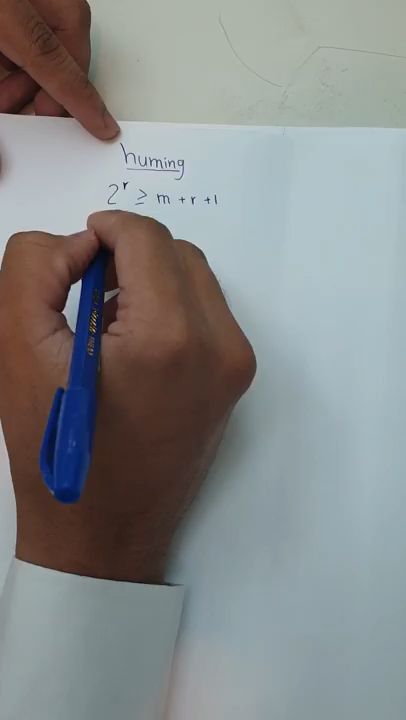 huming
2^r ≥ m + r + 1